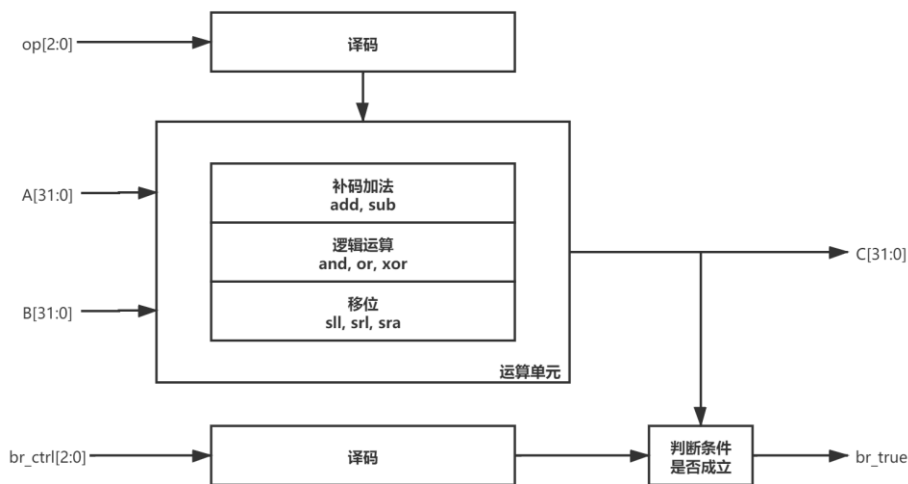 op[2:0]
译码
A[31:0]
补码加法
add, sub
逻辑运算
and, or, xor
C[31:0]
B[31:0]
移位
sll, srl, sra
运算单元
br_ctrl[2:0]
译码
判断条件
是否成立
br_true